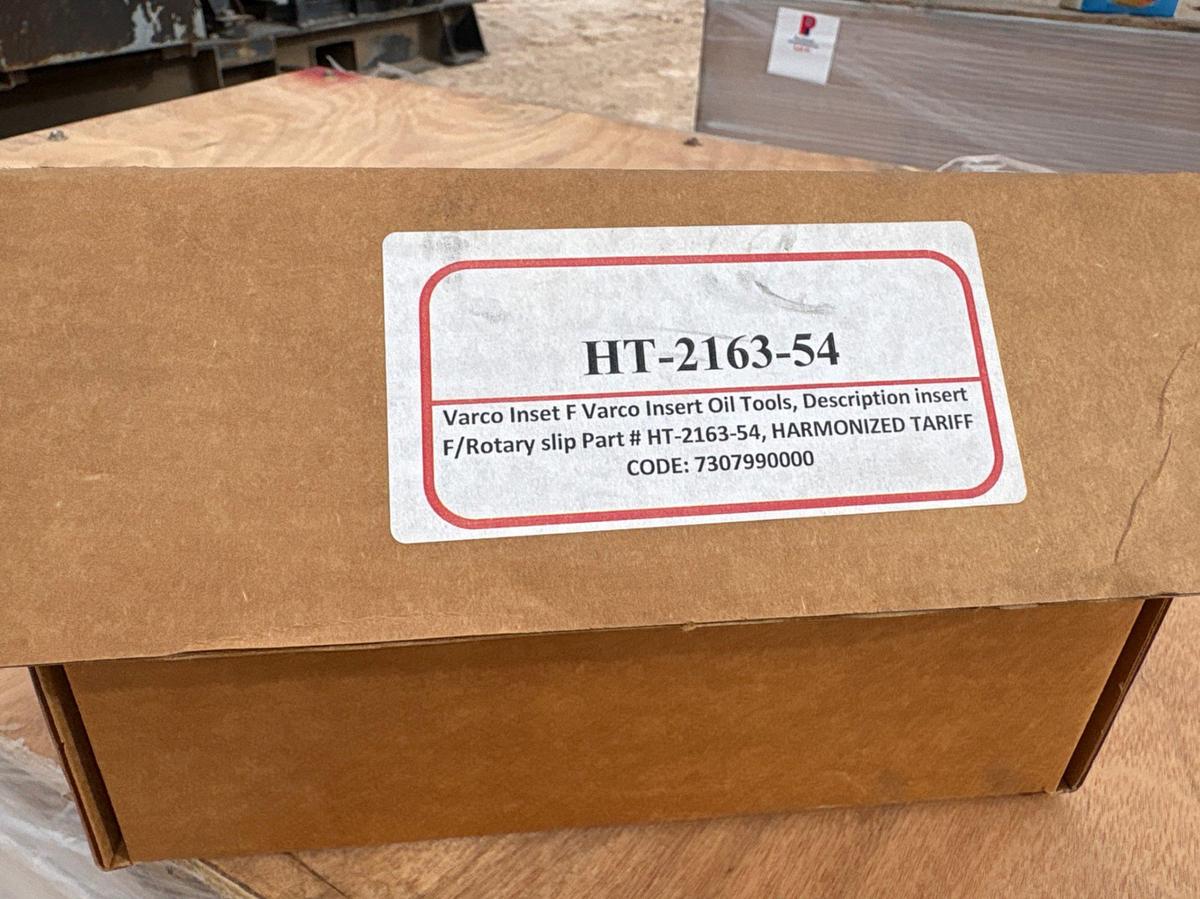 HT-2163-54
Varco Inset F Varco Insert Oil Tools, Description insert
F/Rotary slip Part # HT-2163-54, HARMONIZED TARIFF
CODE: 7307990000